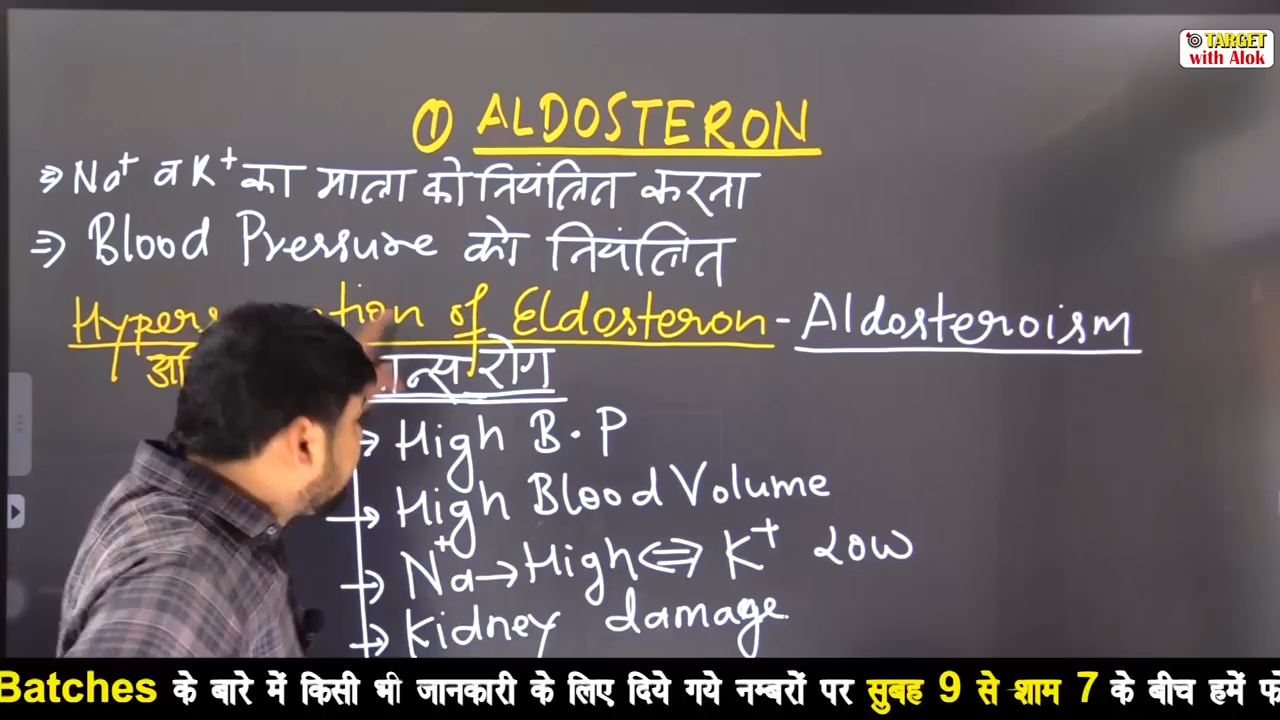 TARGET
with Alok
① ALDOSTERON
⇒ Na⁺ व K⁺ का मात्रा को नियंत्रित करता
⇒ Blood Pressure को नियंत्रित
of Eldosteron - Aldosteroism
रोग
→ High B.P
→ High Blood Volume
→ Na⁺ → High ⇔ K⁺ Low
→ Kidney damage
Batches के बारे में किसी भी जानकारी के लिए दिये गये नम्बरों पर सुबह 9 से शाम 7 के बीच हमें